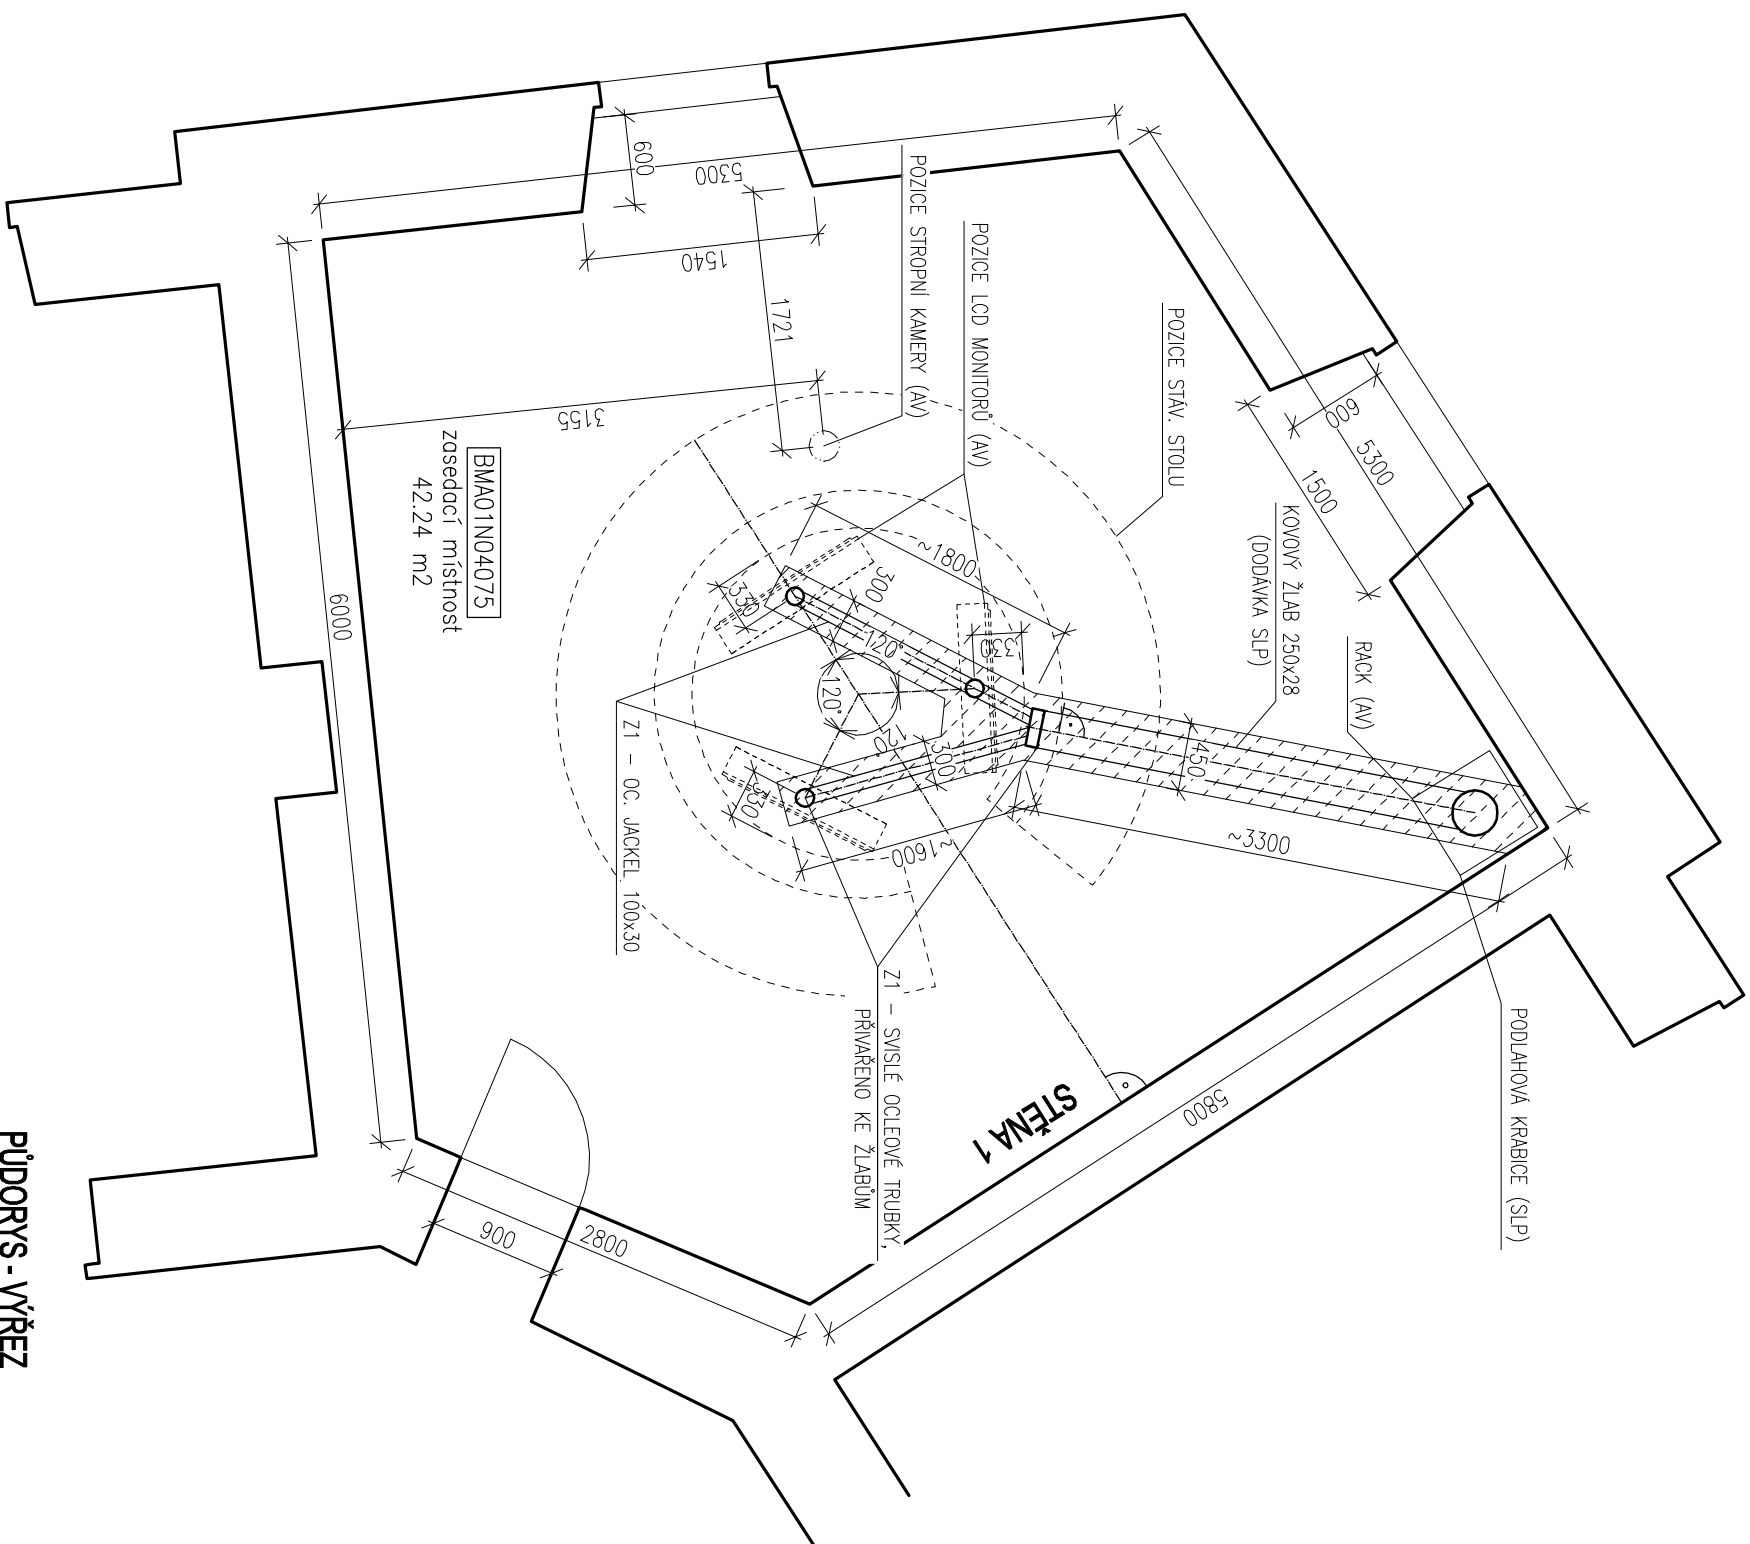 POZICE STROPNÍ KAMERY (AV)
POZICE LCD MONITORŮ (AV)
POZICE STÁV. STOLU
KOVOVÝ ŽLAB 250x28
(DODÁVKA SLP)
RACK (AV)
PODLAHOVÁ KRABICE (SLP)
BMA01N04075
zasedací místnost
42.24 m2
Z1 – OC. JACKEL 100x30
Z1 – SVISLÉ OCLEOVÉ TRUBKY,
PŘIVAŘENO KE ŽLABŮM
STĚNA 1
PŮDORYS - VÝŘEZ
600
5300
1540
1721
3155
6000
600
5300
1500
~1800
300
330
120°
330
120°
120°
300
330
450
~1600
~3300
5800
900
2800